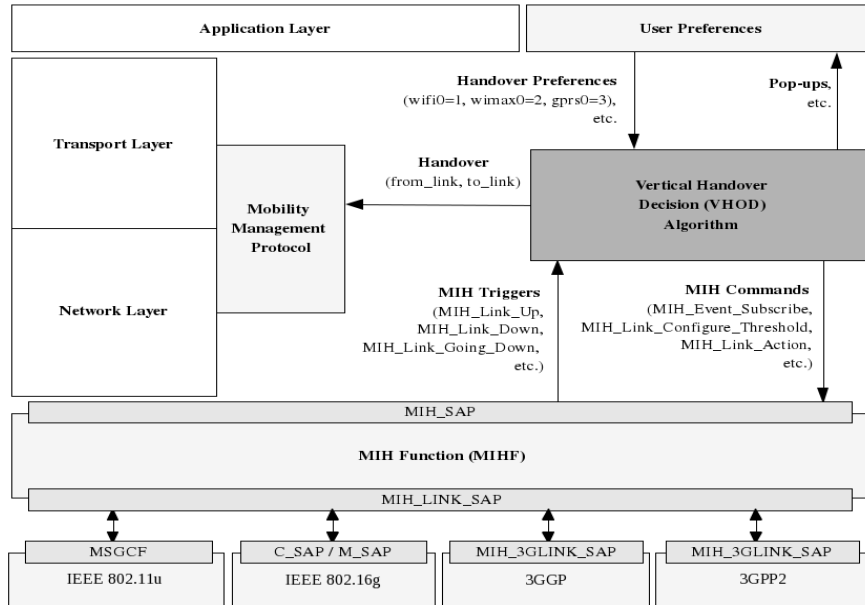 Application Layer
User Preferences
Handover Preferences
(wifi0=1, wimax0=2, gprs0=3),
etc.
Pop-ups,
etc.
Transport Layer
Handover
(from_link, to_link)
Vertical Handover
Decision (VHOD)
Algorithm
Mobility
Management
Protocol
Network Layer
MIH Triggers
(MIH_Link_Up,
MIH_Link_Down,
MIH_Link_Going_Down,
etc.)
MIH Commands
(MIH_Event_Subscribe,
MIH_Link_Configure_Threshold,
MIH_Link_Action,
etc.)
MIH_SAP
MIH Function (MIHF)
MIH_LINK_SAP
MSGCF
IEEE 802.11u
C_SAP / M_SAP
IEEE 802.16g
MIH_3GLINK_SAP
3GGP
MIH_3GLINK_SAP
3GPP2